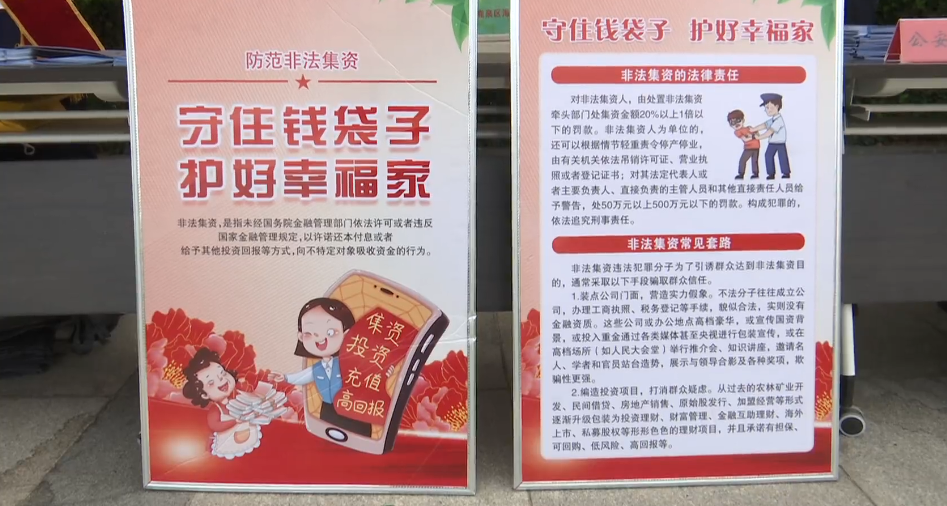 防范非法集资
守住钱袋子
护好幸福家
非法集资,是指未经国务院金融管理部门依法许可或者违反
国家金融管理规定,以许诺还本付息或者
给予其他投资回报等方式,向不特定对象吸收资金的行为。
集资
投资
充值
高回报
守住钱袋子 护好幸福家
非法集资的法律责任
对非法集资人,由处置非法集资
牵头部门处集资金额20%以上1倍以
下的罚款。非法集资人为单位的,
还可以根据情节轻重责令停产停业,
由有关机关依法吊销许可证、营业执
照或者登记证书;对其法定代表人或
者主要负责人、直接负责的主管人员和其他直接责任人员给
予警告,处50万元以上500万元以下的罚款。构成犯罪的,
依法追究刑事责任。
非法集资常见套路
非法集资违法犯罪分子为了引诱群众达到非法集资目
的,通常采取以下手段骗取群众信任。
1.装点公司门面,营造实力假象。不法分子往往成立公
司,办理工商执照、税务登记等手续,貌似合法,实则没有
金融资质。这些公司或办公地点高档豪华,或宣传国资背
景,或投入重金通过各类媒体甚至央视进行包装宣传,或在
高档场所(如人民大会堂)举行推介会、知识讲座,邀请名
人、学者和官员站台造势,展示与领导合影及各种奖项,欺
骗性更强。
2.编造投资项目,打消群众疑虑。从过去的农林矿业开
发、民间借贷、房地产销售、原始股发行、加盟经营等形式
逐渐升级包装为投资理财、财富管理、金融互助理财、海外
上市、私募股权等形形色色的理财项目,并且承诺有担保、
可回购、低风险、高回报等。
公安